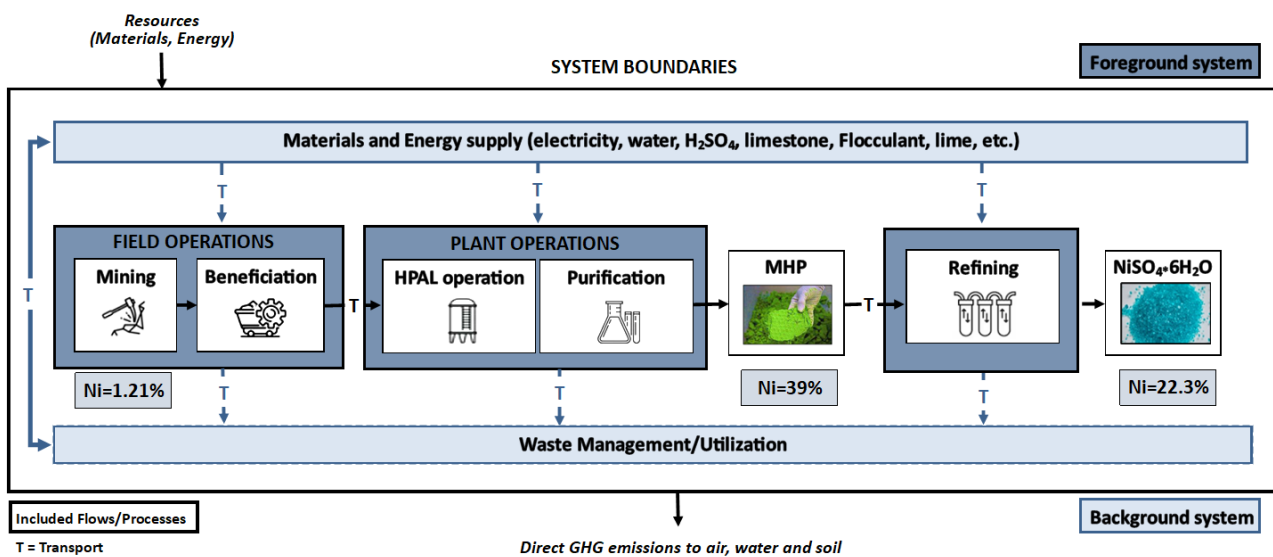 Resources
(Materials, Energy)
SYSTEM BOUNDARIES
Foreground system
Materials and Energy supply (electricity, water, H₂SO₄, limestone, Flocculant, lime, etc.)
T
T
T
T
FIELD OPERATIONS
Mining
Beneficiation
T
PLANT OPERATIONS
HPAL operation
Purification
MHP
T
Refining
NiSO₄•6H₂O
Ni=1.21%
Ni=39%
Ni=22.3%
T
T
T
Waste Management/Utilization
Included Flows/Processes
T = Transport
Direct GHG emissions to air, water and soil
Background system